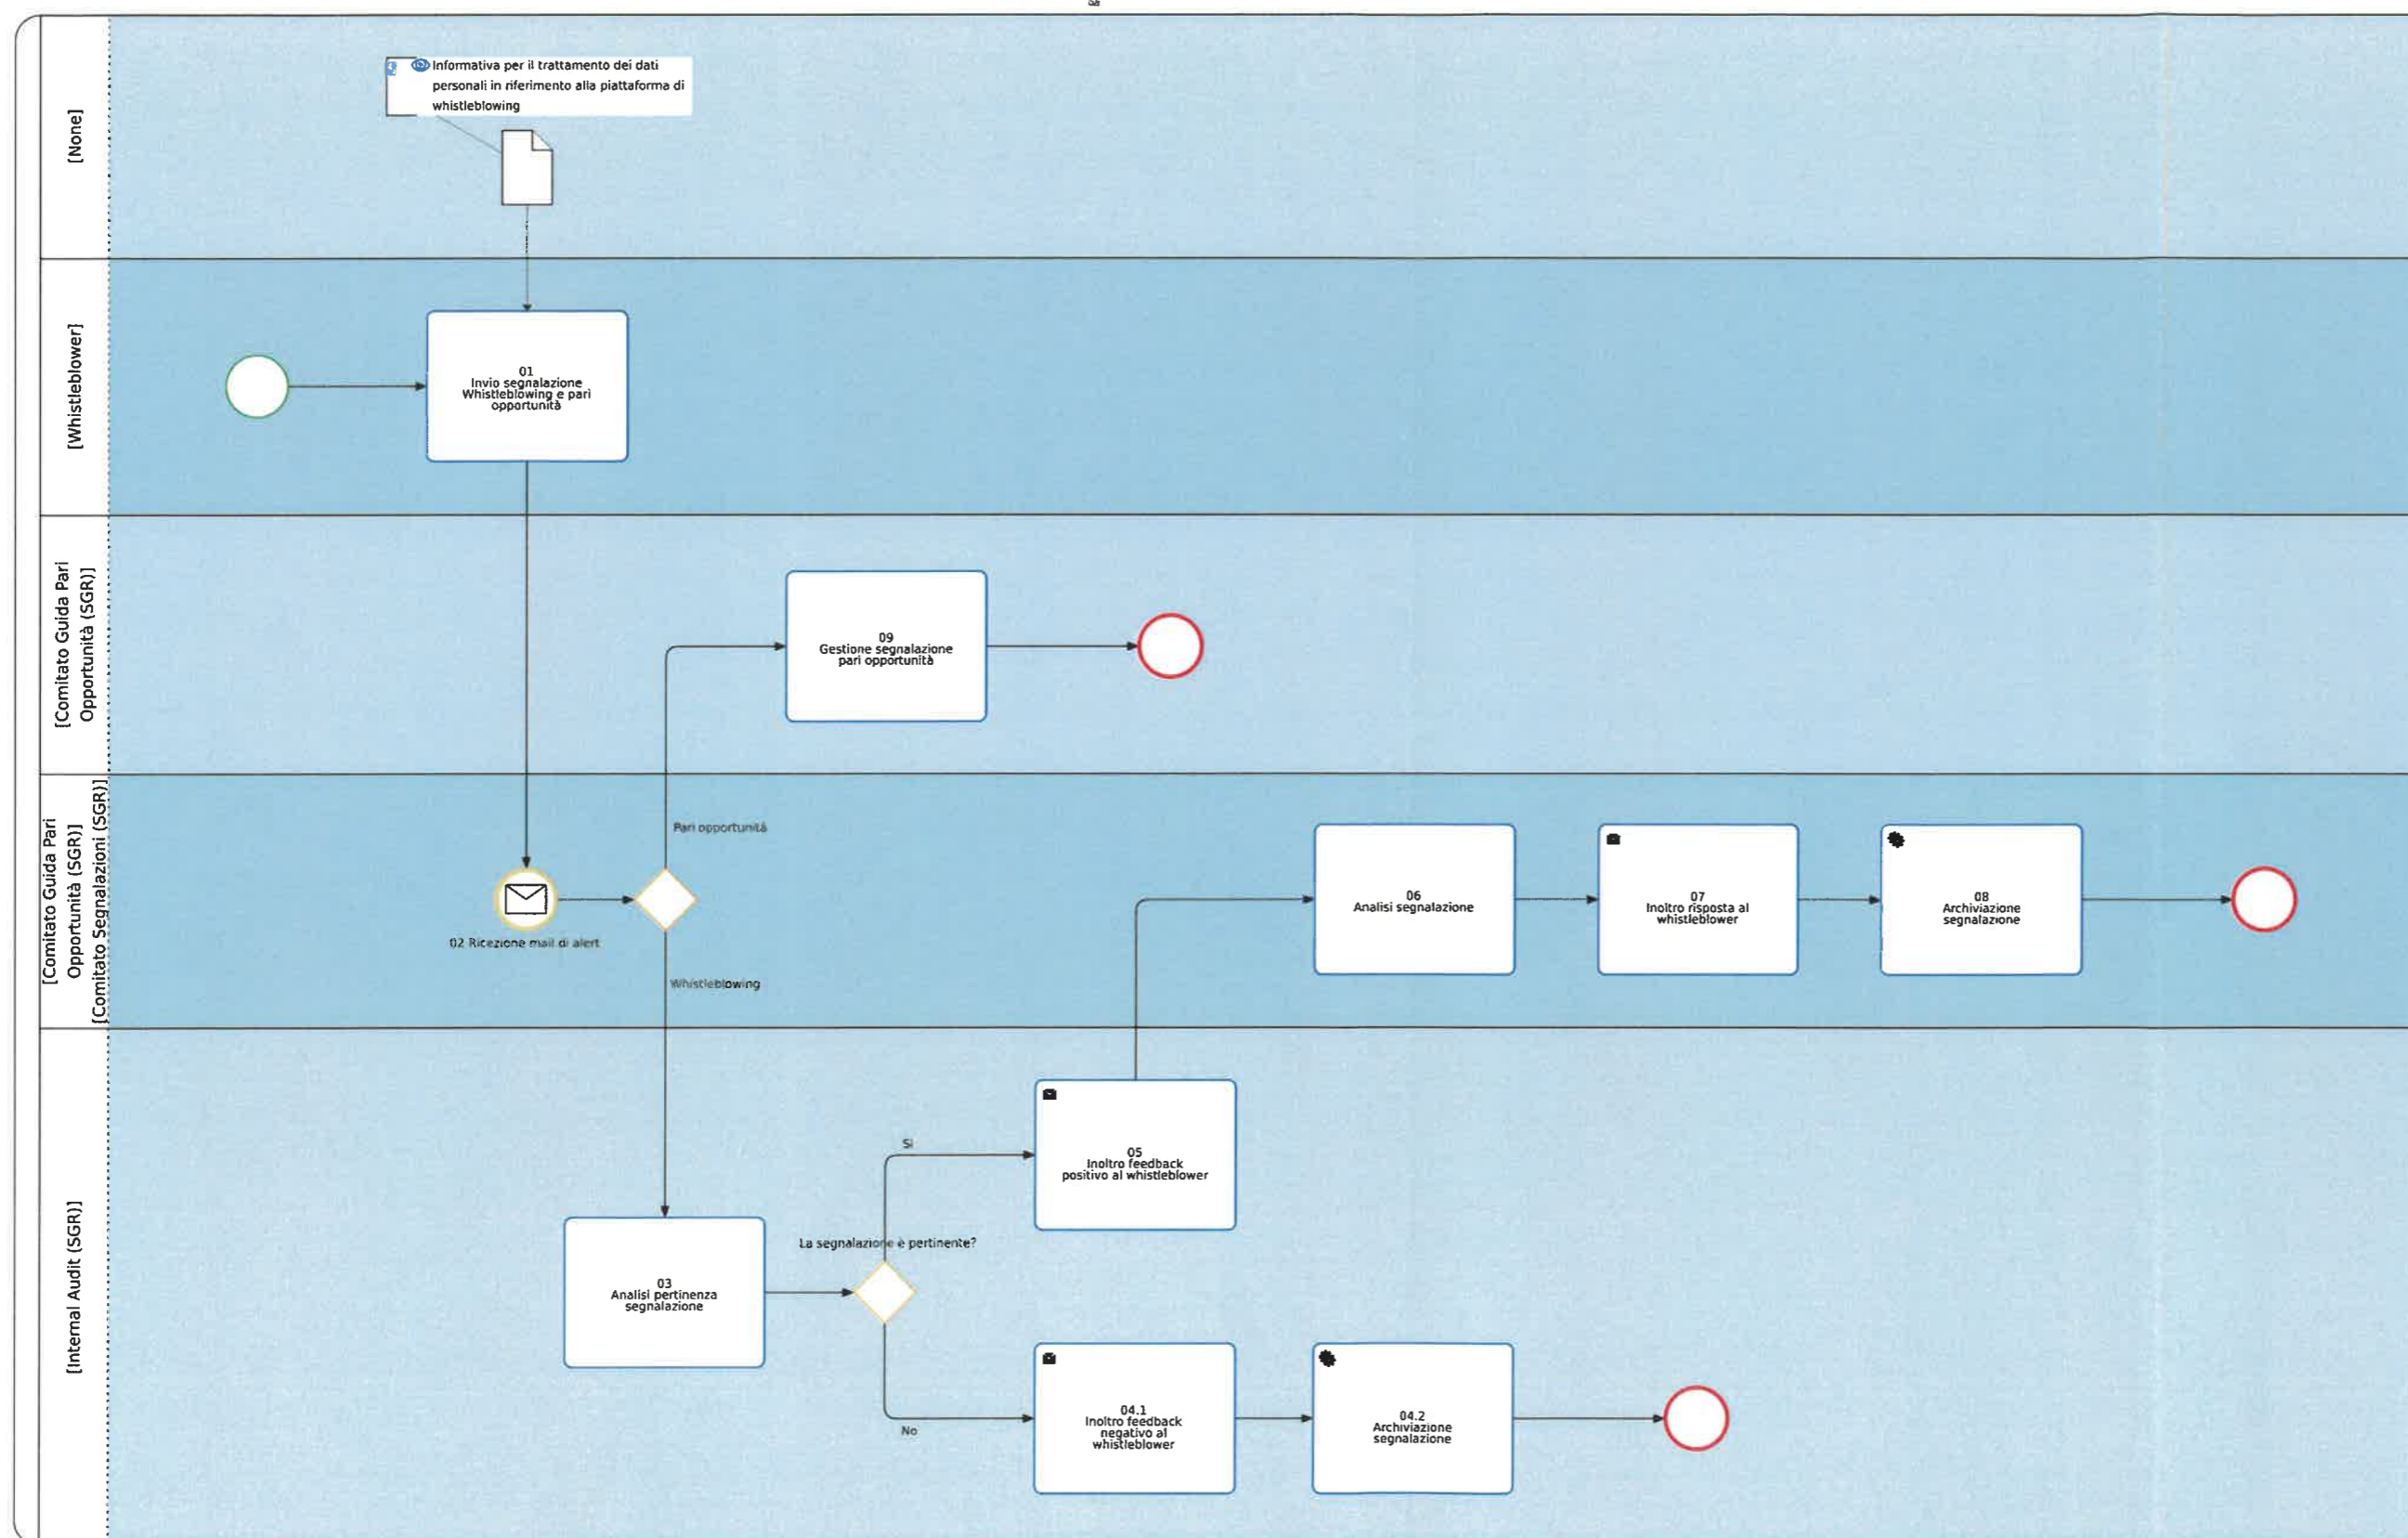 [None]
Informativa per il trattamento dei dati
personali in riferimento alla piattaforma di
whistleblowing
[Whistleblower]
01
Invio segnalazione
Whistleblowing e pari
opportunità
[Comitato Guida Pari
Opportunità (SGR)]
09
Gestione segnalazione
pari opportunità
[Comitato Guida Pari
Opportunità (SGR)]
[Comitato Segnalazioni (SGR)]
Pari opportunità
02 Ricezione mail di alert
Whistleblowing
06
Analisi segnalazione
07
Inoltro risposta al
whistleblower
08
Archiviazione
segnalazione
[Internal Audit (SGR)]
03
Analisi pertinenza
segnalazione
La segnalazione è pertinente?
Si
05
Inoltro feedback
positivo al whistleblower
No
04.1
Inoltro feedback
negativo al
whistleblower
04.2
Archiviazione
segnalazione